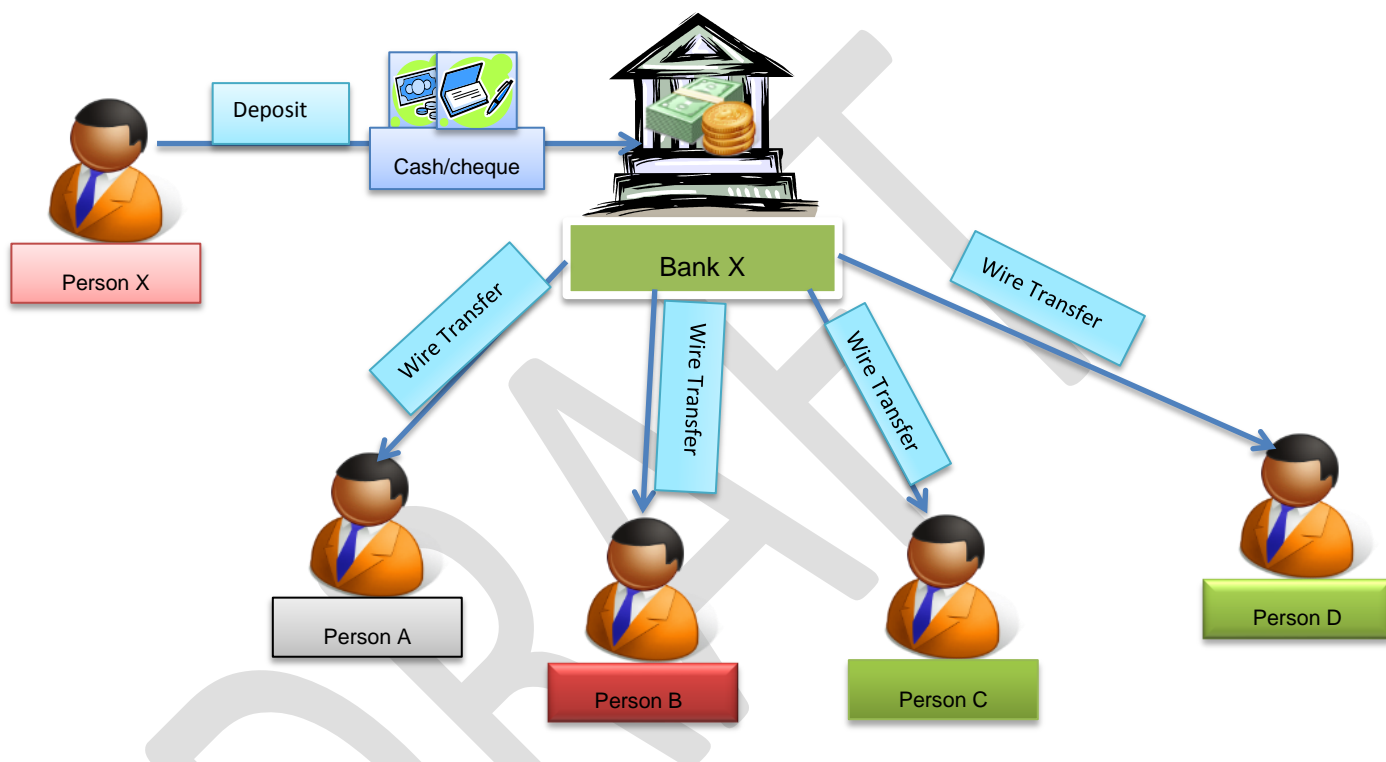 Deposit
Cash/cheque
Person X
Bank X
Wire Transfer
Wire Transfer
Wire Transfer
Wire Transfer
Person A
Person B
Person C
Person D
DRAFT